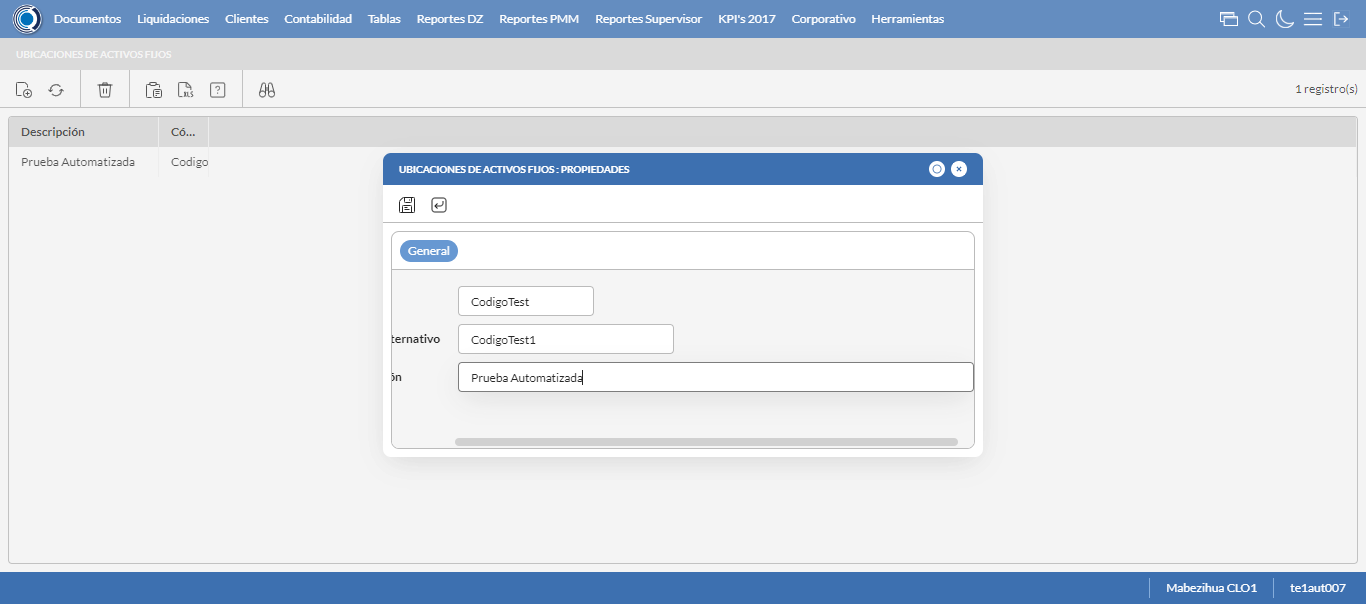 Documentos Liquidaciones Clientes Contabilidad Tablas Reportes DZ Reportes PMM Reportes Supervisor KPI's 2017 Corporativo Herramientas
UBICACIONES DE ACTIVOS FIJOS
XLS ? 1 registro(s)
Descripción Có...
Prueba Automatizada Codigo
UBICACIONES DE ACTIVOS FIJOS : PROPIEDADES
General
CodigoTest
ternativo CodigoTest1
ón Prueba Automatizada
Mabezihua CLO1 te1aut007